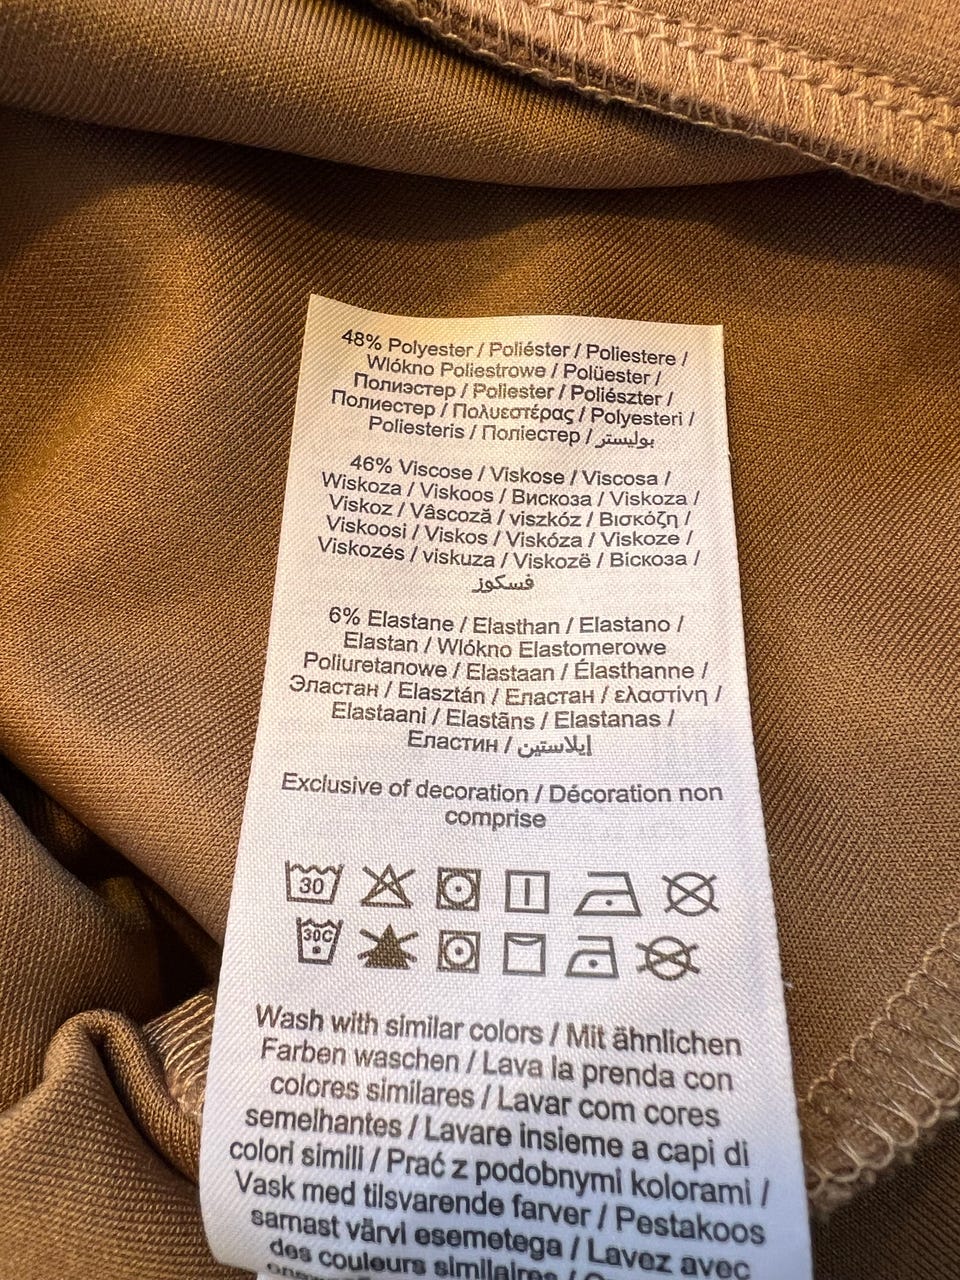 48% Polyester / Poliéster / Poliestere /
Wlókno Poliestrowe / Polüester /
Полиэстер / Poliester / Poliészter /
Полиестер / Πολυεστέρας / Polyesteri /
Poliesteris / Поліестер / بوليستر
46% Viscose / Viskose / Viscosa /
Wiskoza / Viskoos / Вискоза / Viskoza /
Viskoz / Vâscoză / viszkóz / Βισκόζη /
Viskoosi / Viskos / Viskóza / Viskoze /
Viskozés / viskuza / Viskozë / Віскоза /
فسكوز
6% Elastane / Elasthan / Elastano /
Elastan / Wlókno Elastomerowe
Poliuretanowe / Elastaan / Élasthanne /
Эластан / Elasztán / Еластан / ελαστίνη /
Elastaani / Elastāns / Elastanas /
Еластин / إيلاستين
Exclusive of decoration / Décoration non
comprise
30
30C
Wash with similar colors / Mit ähnlichen
Farben waschen / Lava la prenda con
colores similares / Lavar com cores
semelhantes / Lavare insieme a capi di
colori simili / Prać z podobnymi kolorami /
Vask med tilsvarende farver / Pestakoos
samast värvi esemetega / Lavez avec
des couleurs similaires /